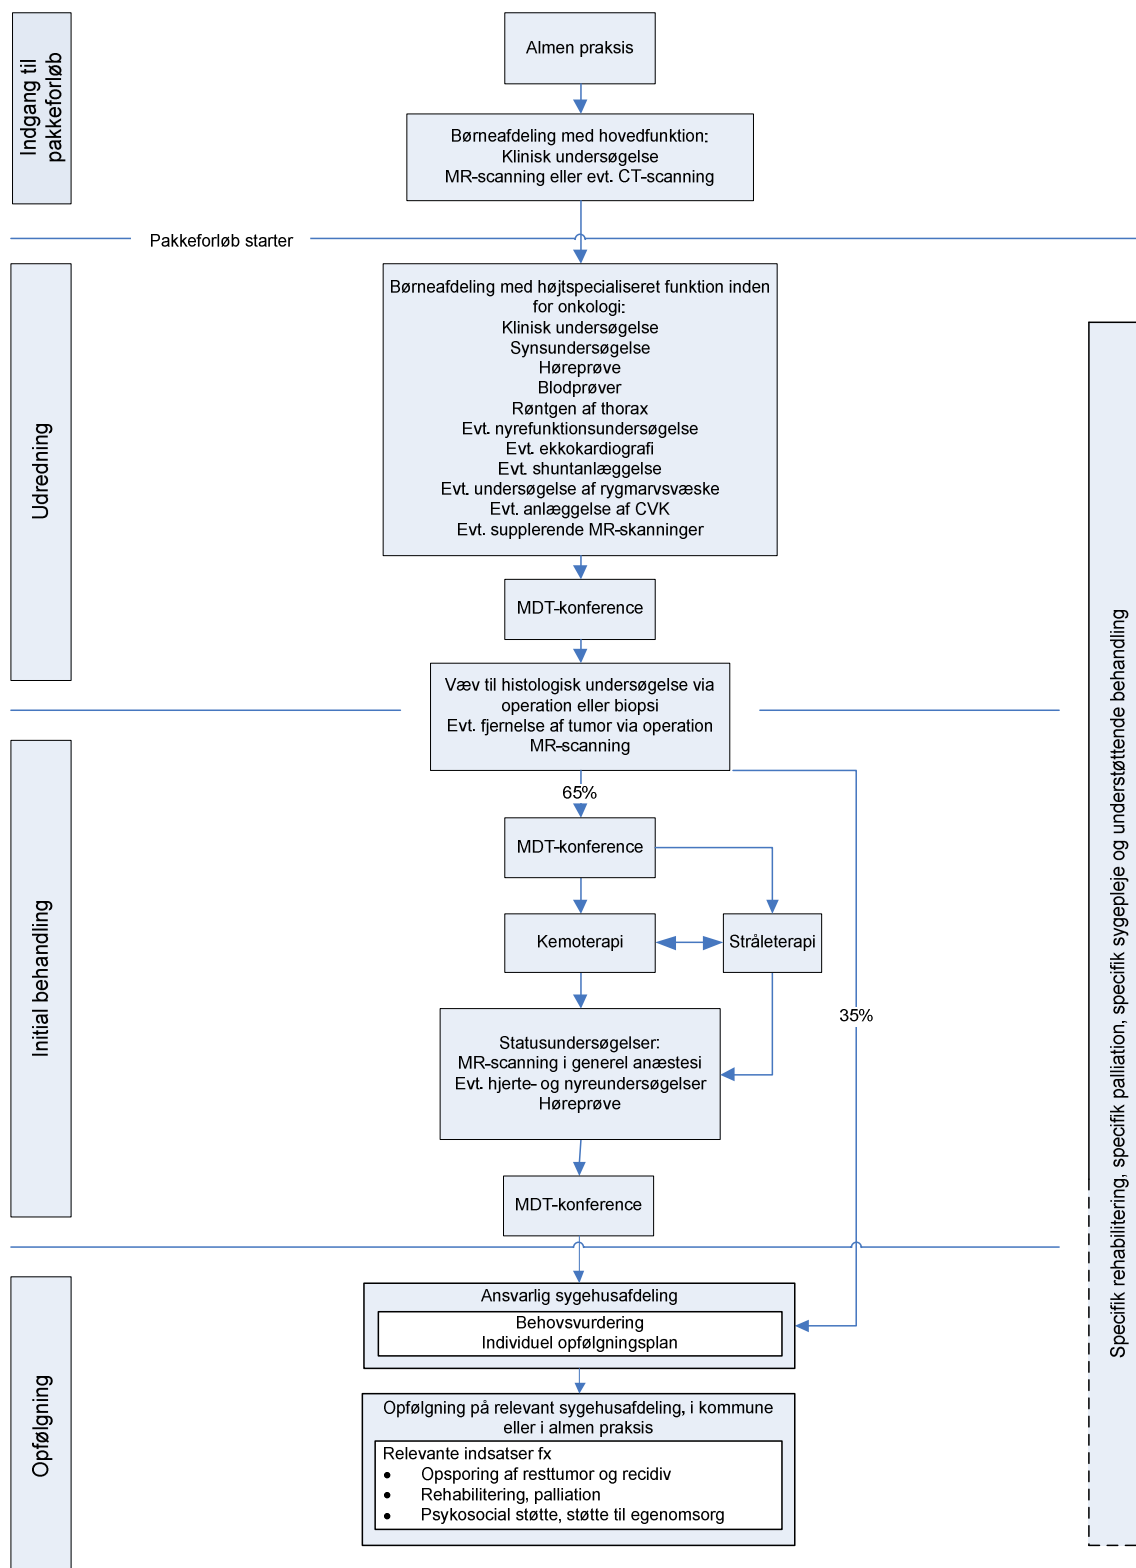 Indgang til
pakkeforløb
Almen praksis
Børneafdeling med hovedfunktion:
Klinisk undersøgelse
MR-scanning eller evt. CT-scanning
Pakkeforløb starter
Udredning
Børneafdeling med højtspecialiseret funktion inden
for onkologi:
Klinisk undersøgelse
Synsundersøgelse
Høreprøve
Blodprøver
Røntgen af thorax
Evt. nyrefunktionsundersøgelse
Evt. ekkokardiografi
Evt. shuntanlæggelse
Evt. undersøgelse af rygmarvsvæske
Evt. anlæggelse af CVK
Evt. supplerende MR-skanninger
MDT-konference
Væv til histologisk undersøgelse via
operation eller biopsi
Evt. fjernelse af tumor via operation
MR-scanning
Initial behandling
65%
MDT-konference
Kemoterapi
Stråleterapi
35%
Statusundersøgelser:
MR-scanning i generel anæstesi
Evt. hjerte- og nyreundersøgelser
Høreprøve
MDT-konference
Opfølgning
Ansvarlig sygehusafdeling
Behovsvurdering
Individuel opfølgningsplan
Opfølgning på relevant sygehusafdeling, i kommune
eller i almen praksis
Relevante indsatser fx
• Opsporing af resttumor og recidiv
• Rehabilitering, palliation
• Psykosocial støtte, støtte til egenomsorg
Specifik rehabilitering, specifik palliation, specifik sygepleje og understøttende behandling